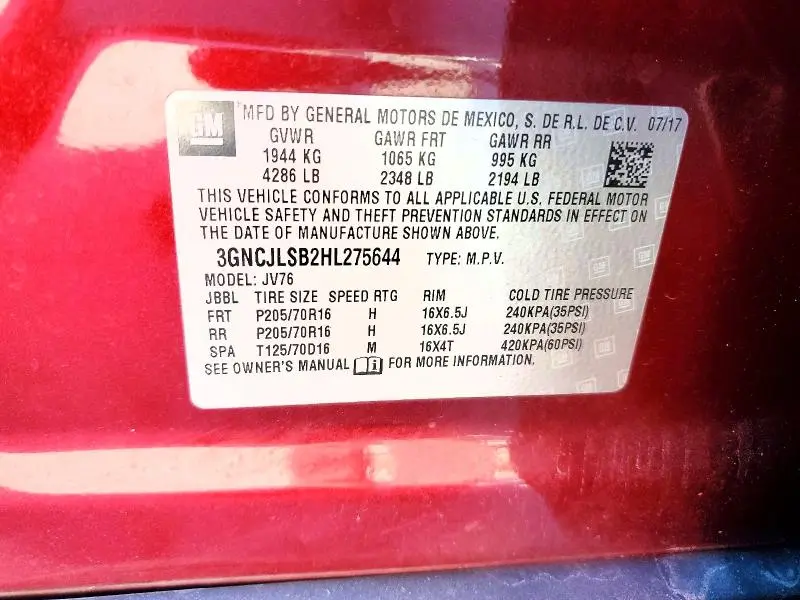 GM
MFD BY GENERAL MOTORS DE MEXICO, S. DE R.L. DE C.V. 07/17
GVWR GAWR FRT GAWR RR
1944 KG 1065 KG 995 KG
4286 LB 2348 LB 2194 LB
THIS VEHICLE CONFORMS TO ALL APPLICABLE U.S. FEDERAL MOTOR
VEHICLE SAFETY AND THEFT PREVENTION STANDARDS IN EFFECT ON
THE DATE OF MANUFACTURE SHOWN ABOVE.
3GNCJLSB2HL275644 TYPE: M.P.V.
MODEL: JV76
JBBL TIRE SIZE SPEED RTG RIM COLD TIRE PRESSURE
FRT P205/70R16 H 16X6.5J 240KPA(35PSI)
RR P205/70R16 H 16X6.5J 240KPA(35PSI)
SPA T125/70D16 M 16X4T 420KPA(60PSI)
SEE OWNER'S MANUAL FOR MORE INFORMATION.